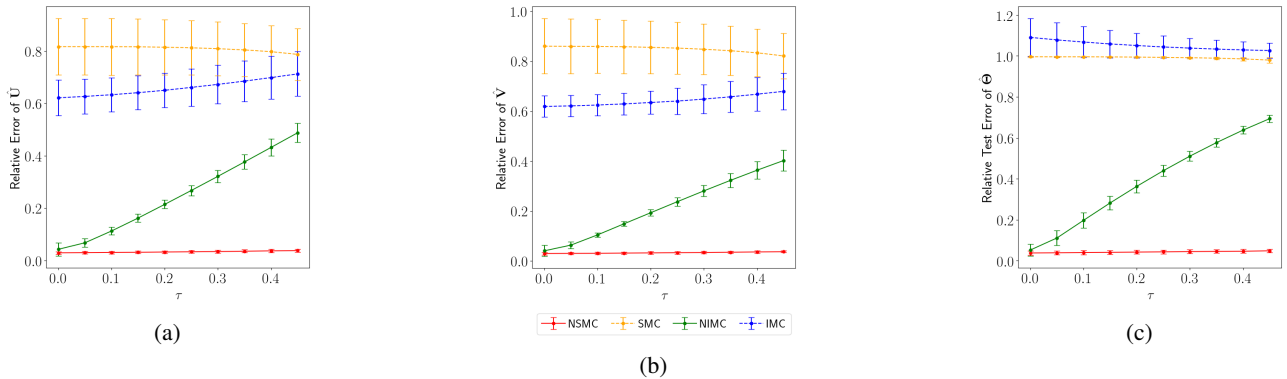 Relative Error of Û
0.8
0.6
0.4
0.2
0.0
0.0 0.1 0.2 0.3 0.4
τ
(a)
Relative Error of V̂
1.0
0.8
0.6
0.4
0.2
0.0
0.0 0.1 0.2 0.3 0.4
τ
NSMC SMC NIMC IMC
(b)
Relative Test Error of Θ̂
1.2
1.0
0.8
0.6
0.4
0.2
0.0
0.0 0.1 0.2 0.3 0.4
τ
(c)